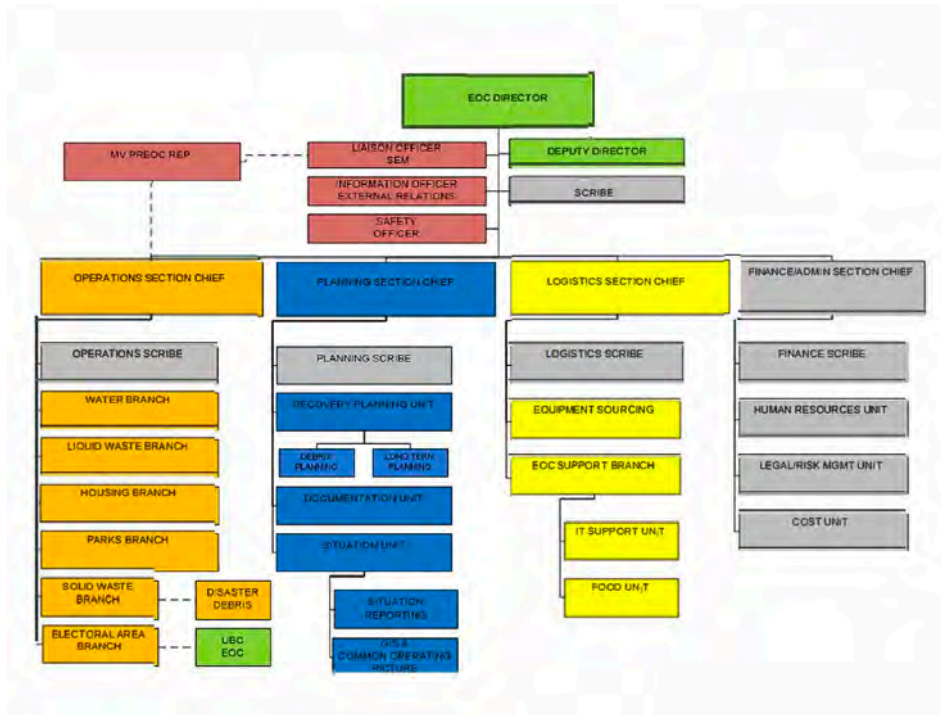 EOC DIRECTOR
MV PREOC REP
LIAISON OFFICER
SEM
DEPUTY DIRECTOR
INFORMATION OFFICER
EXTERNAL RELATIONS
SCRIBE
SAFETY
OFFICER
OPERATIONS SECTION CHIEF
PLANNING SECTION CHIEF
LOGISTICS SECTION CHIEF
FINANCE/ADMIN SECTION CHIEF
OPERATIONS SCRIBE
WATER BRANCH
LIQUID WASTE BRANCH
HOUSING BRANCH
PARKS BRANCH
SOLID WASTE
BRANCH
DISASTER
DEBRIS
ELECTORAL AREA
BRANCH
UBC
EOC
PLANNING SCRIBE
RECOVERY PLANNING UNIT
DEBRIS
PLANNING
LONG TERM
PLANNING
DOCUMENTATION UNIT
SITUATION UNIT
SITUATION
REPORTING
GIS &
COMMON OPERATING
PICTURE
LOGISTICS SCRIBE
EQUIPMENT SOURCING
EOC SUPPORT BRANCH
IT SUPPORT UNIT
FOOD UNIT
FINANCE SCRIBE
HUMAN RESOURCES UNIT
LEGAL/RISK MGMT UNIT
COST UNIT